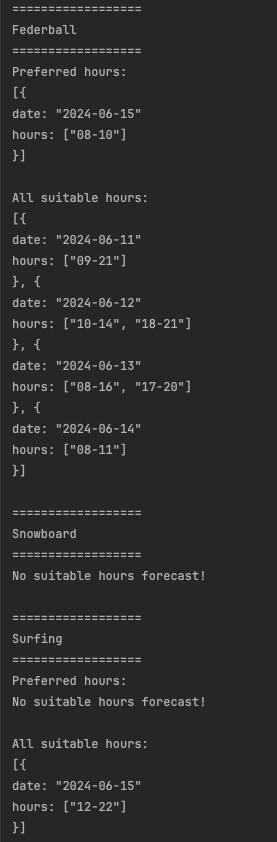 ==================
Federball
==================
Preferred hours:
[{
date: "2024-06-15"
hours: ["08-10"]
}]

All suitable hours:
[{
date: "2024-06-11"
hours: ["09-21"]
}, {
date: "2024-06-12"
hours: ["10-14", "18-21"]
}, {
date: "2024-06-13"
hours: ["08-16", "17-20"]
}, {
date: "2024-06-14"
hours: ["08-11"]
}]

==================
Snowboard
==================
No suitable hours forecast!

==================
Surfing
==================
Preferred hours:
No suitable hours forecast!

All suitable hours:
[{
date: "2024-06-15"
hours: ["12-22"]
}]